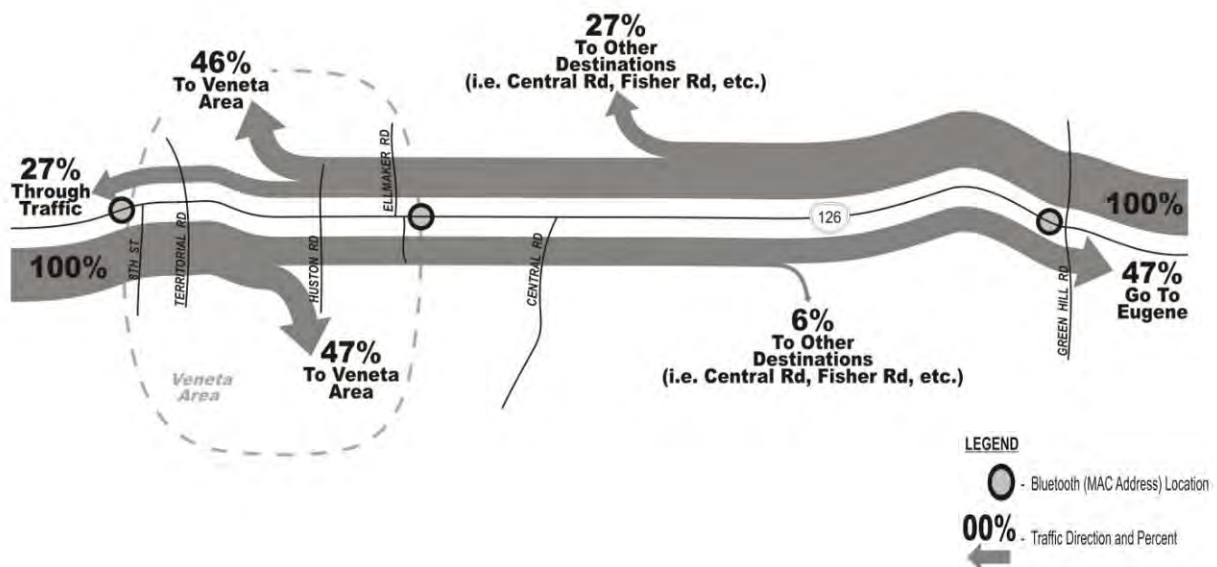 27%
To Other
Destinations
(i.e. Central Rd, Fisher Rd, etc.)
46%
To Veneta
Area
ELLMAKER RD
27%
Through
Traffic
100%
126
100%
8TH ST
TERRITORIAL RD
HUSTON RD
CENTRAL RD
GREEN HILL RD
47%
Go To
Eugene
6%
To Other
Destinations
(i.e. Central Rd, Fisher Rd, etc.)
47%
To Veneta
Area
Veneta
Area
LEGEND
- Bluetooth (MAC Address) Location
00% - Traffic Direction and Percent